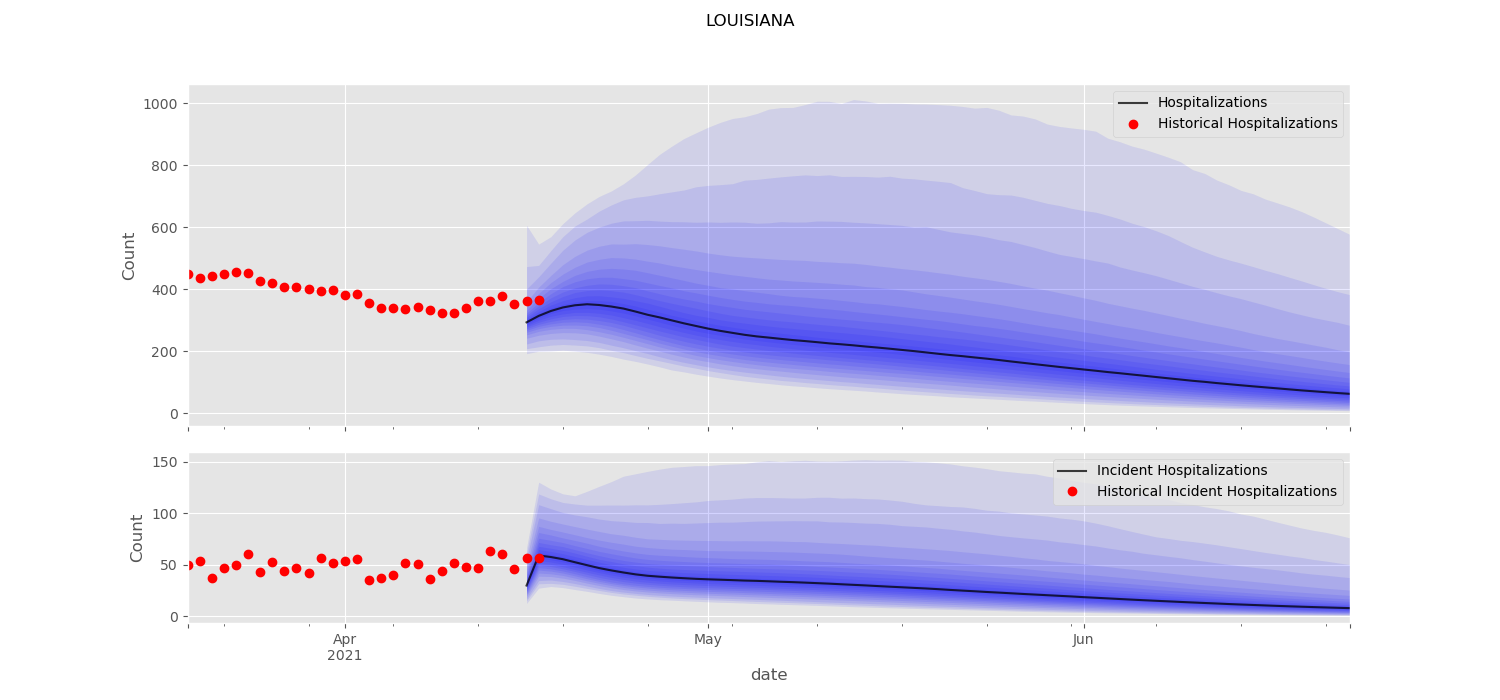 LOUISIANA
1000
800
600
400
200
0
Count
Hospitalizations
Historical Hospitalizations
150
100
50
0
Count
Incident Hospitalizations
Historical Incident Hospitalizations
Apr
2021
May
Jun
date